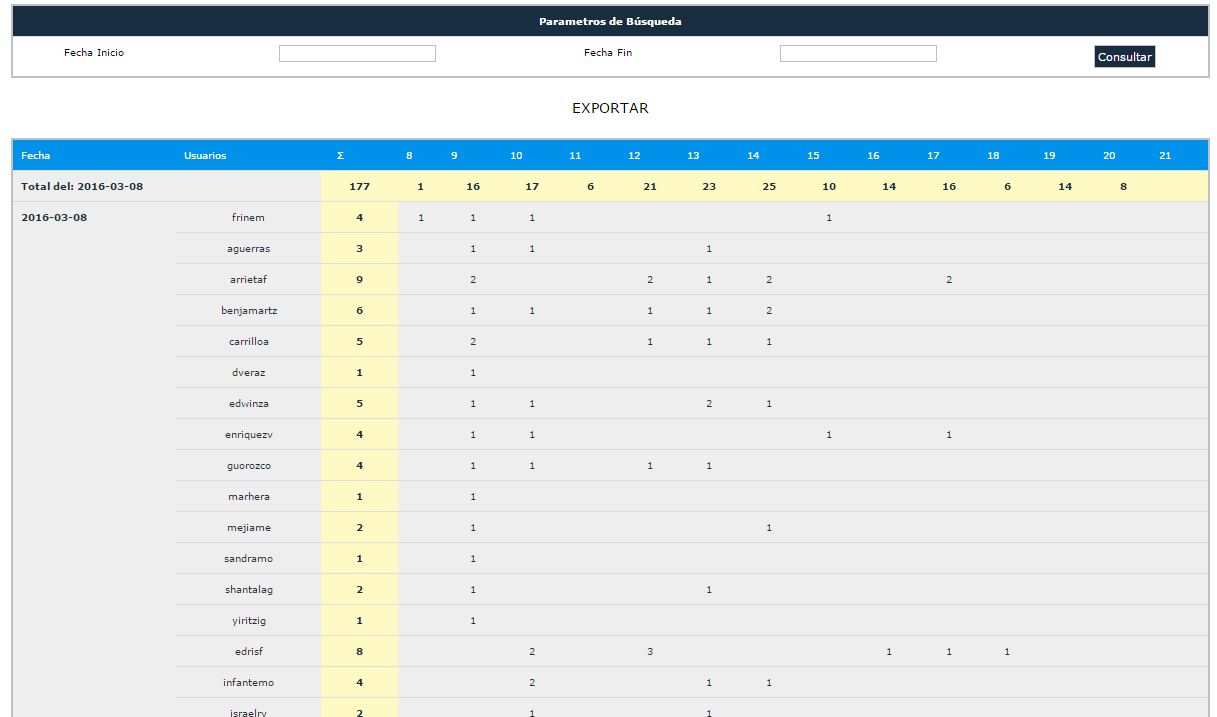 Parametros de Búsqueda
Fecha Inicio Fecha Fin Consultar
EXPORTAR
Fecha Usuarios Σ 8 9 10 11 12 13 14 15 16 17 18 19 20 21
Total del: 2016-03-08 177 1 16 17 6 21 23 25 10 14 16 6 14 8
2016-03-08 frinem 4 1 1 1 1
aguerras 3 1 1 1
arrietaf 9 2 2 1 2 2
benjamartz 6 1 1 1 1 2
carrilloa 5 2 1 1 1
dveraz 1 1
edwinza 5 1 1 2 1
enriquezv 4 1 1 1 1
guorozco 4 1 1 1 1
marhera 1 1
mejiame 2 1 1
sandramo 1 1
shantalag 2 1 1
yiritzig 1 1
edrisf 8 2 3 1 1 1
infantemo 4 2 1 1
israelrv 2 1 1